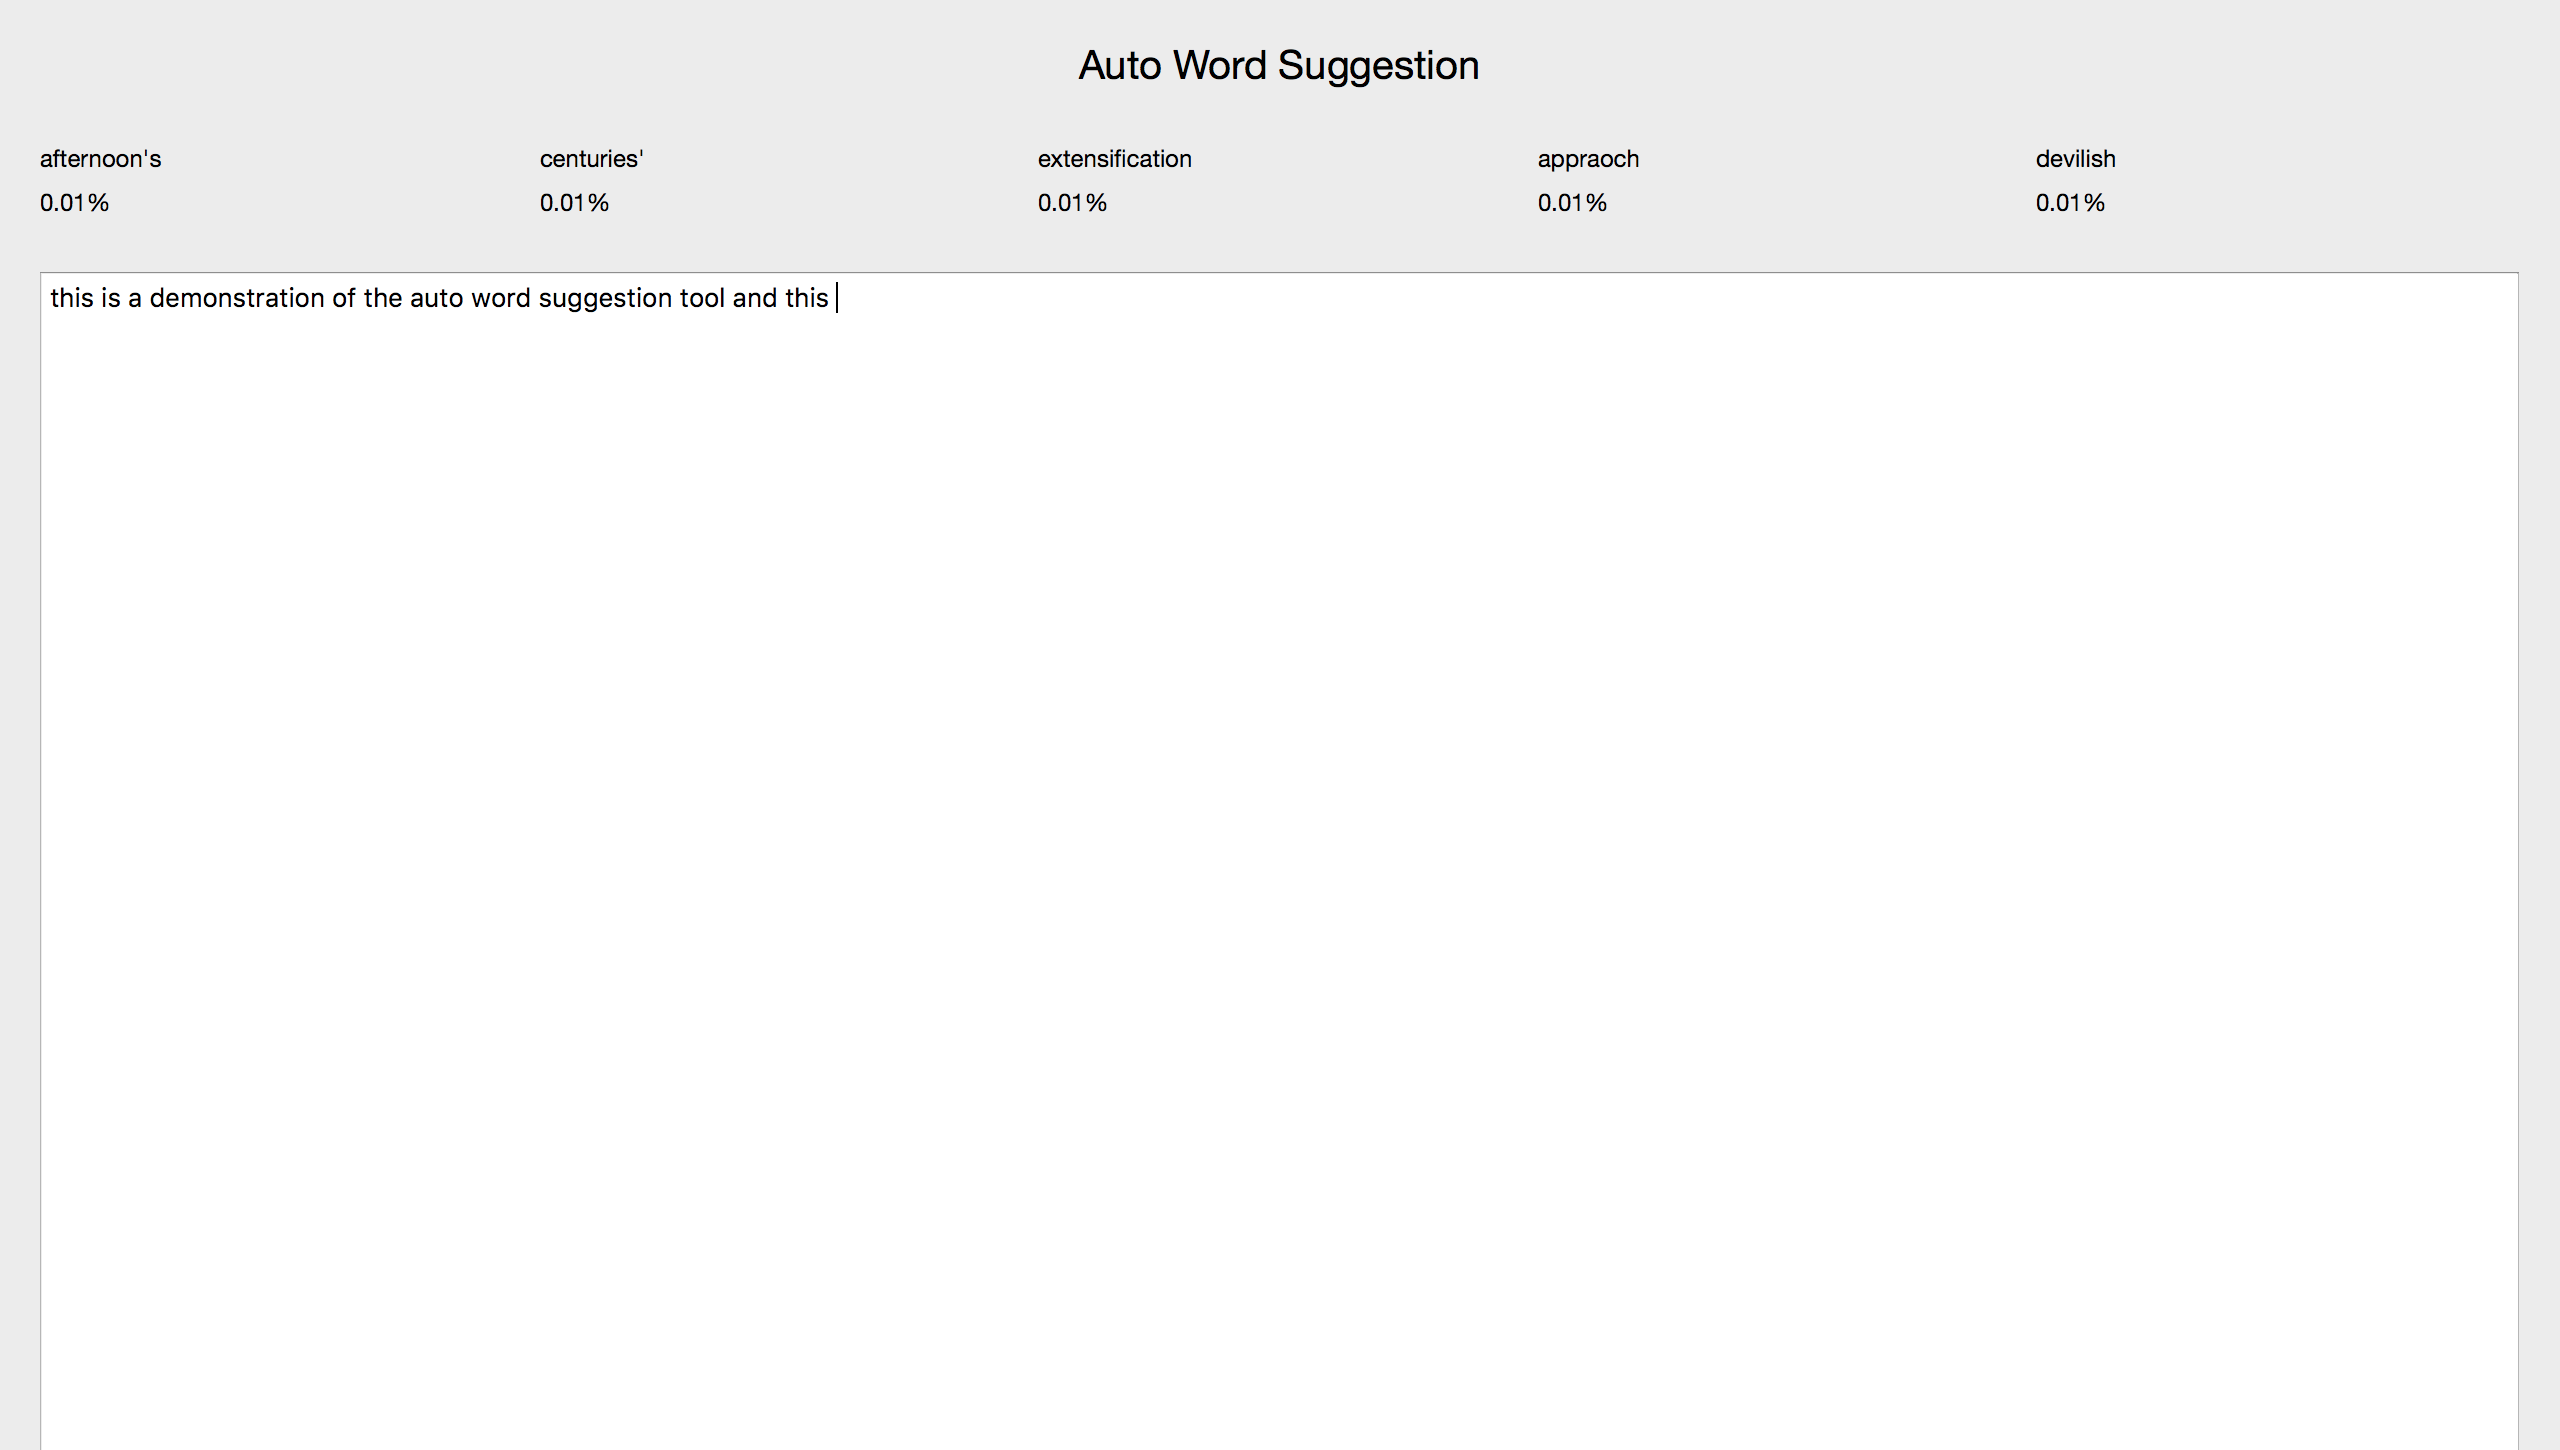 Auto Word Suggestion
afternoon's centuries' extensification appraoch devilish
0.01% 0.01% 0.01% 0.01% 0.01%
this is a demonstration of the auto word suggestion tool and this